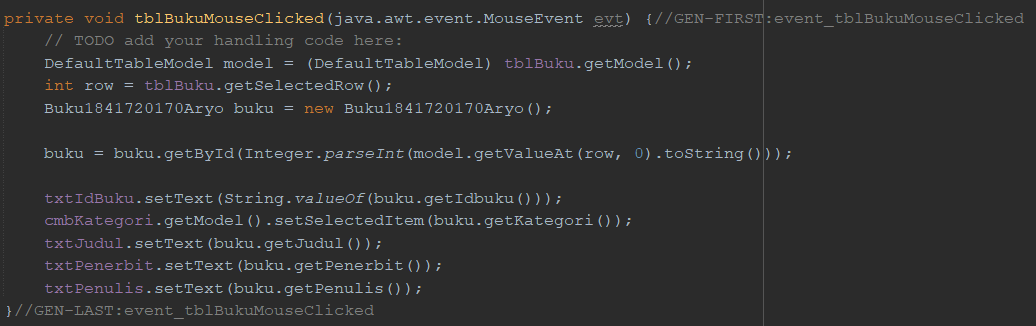 private void tblBukuMouseClicked(java.awt.event.MouseEvent evt) {//GEN-FIRST:event_tblBukuMouseClicked
// TODO add your handling code here:
DefaultTableModel model = (DefaultTableModel) tblBuku.getModel();
int row = tblBuku.getSelectedRow();
Buku1841720170Aryo buku = new Buku1841720170Aryo();
buku = buku.getById(Integer.parseInt(model.getValueAt(row, 0).toString()));
txtIdBuku.setText(String.valueOf(buku.getIdbuku()));
cmbKategori.getModel().setSelectedItem(buku.getKategori());
txtJudul.setText(buku.getJudul());
txtPenerbit.setText(buku.getPenerbit());
txtPenulis.setText(buku.getPenulis());
}//GEN-LAST:event_tblBukuMouseClicked